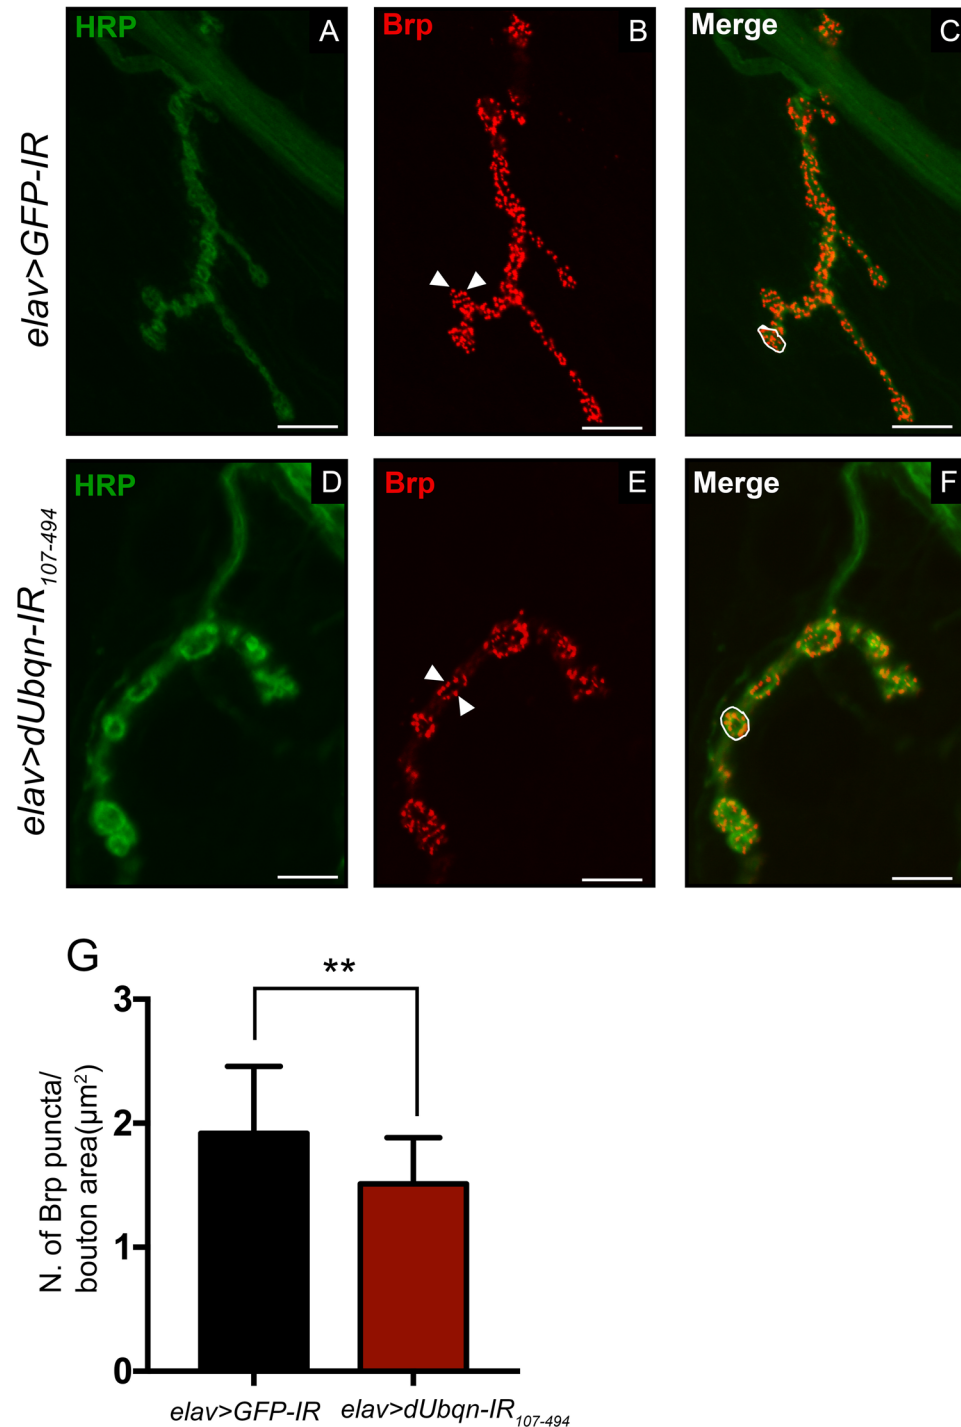 HRP A
Brp B
Merge C
elav>GFP-IR
HRP D
Brp E
Merge F
elav>dUbqn-IR107-494
G
**
3
2
1
0
N. of Brp puncta/
bouton area(µm²)
elav>GFP-IR
elav>dUbqn-IR107-494